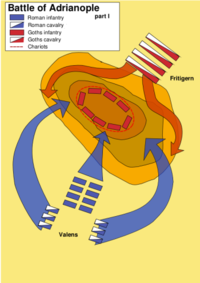 Battle of Adrianople
part I
Roman infantry
Roman cavalry
Goths infantry
Goths cavalry
Chariots
Fritigern
Valens